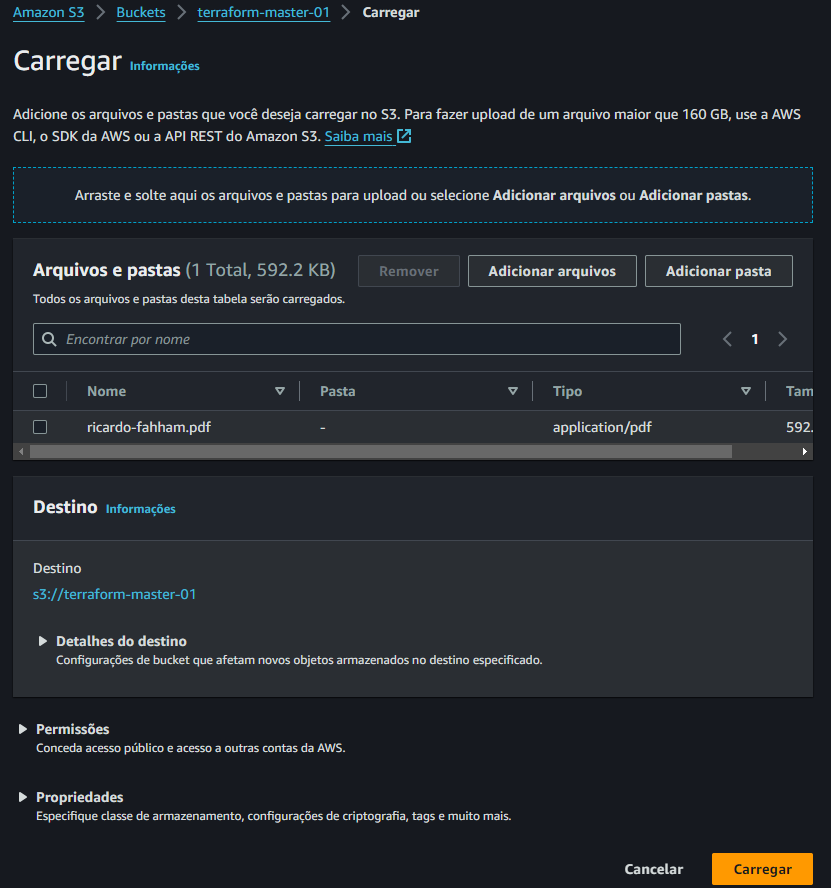 Amazon S3 > Buckets > terraform-master-01 > Carregar
Carregar Informações
Adicione os arquivos e pastas que você deseja carregar no S3. Para fazer upload de um arquivo maior que 160 GB, use a AWS
CLI, o SDK da AWS ou a API REST do Amazon S3. Saiba mais
Arraste e solte aqui os arquivos e pastas para upload ou selecione Adicionar arquivos ou Adicionar pastas.
Arquivos e pastas (1 Total, 592.2 KB) Remover Adicionar arquivos Adicionar pasta
Todos os arquivos e pastas desta tabela serão carregados.
Encontrar por nome 1
Nome Pasta Tipo Tam
ricardo-fahham.pdf - application/pdf 592.
Destino Informações
Destino
s3://terraform-master-01
Detalhes do destino
Configurações de bucket que afetam novos objetos armazenados no destino especificado.
Permissões
Conceda acesso público e acesso a outras contas da AWS.
Propriedades
Especifique classe de armazenamento, configurações de criptografia, tags e muito mais.
Cancelar Carregar